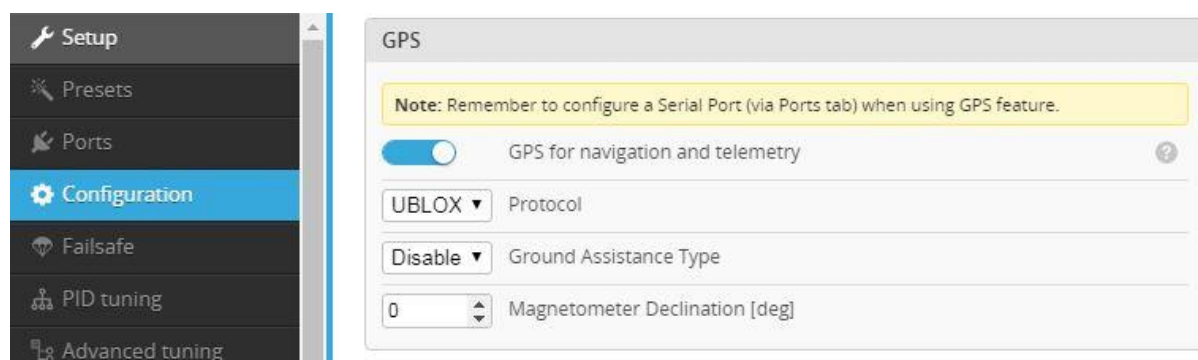 Setup
Presets
Ports
Configuration
Failsafe
PID tuning
Advanced tuning
GPS
Note: Remember to configure a Serial Port (via Ports tab) when using GPS feature.
GPS for navigation and telemetry
UBLOX Protocol
Disable Ground Assistance Type
0 Magnetometer Declination [deg]